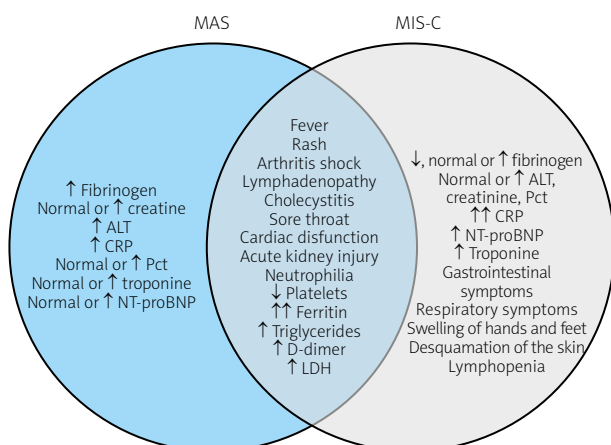 MAS
MIS-C
↑ Fibrinogen
Normal or ↑ creatine
↑ ALT
↑ CRP
Normal or ↑ Pct
Normal or ↑ troponine
Normal or ↑ NT-proBNP
Fever
Rash
Arthritis shock
Lymphadenopathy
Cholecystitis
Sore throat
Cardiac disfunction
Acute kidney injury
Neutrophilia
↓ Platelets
↑↑ Ferritin
↑ Triglycerides
↑ D-dimer
↑ LDH
↓, normal or ↑ fibrinogen
Normal or ↑ ALT,
creatinine, Pct
↑↑ CRP
↑ NT-proBNP
↑ Troponine
Gastrointestinal
symptoms
Respiratory symptoms
Swelling of hands and feet
Desquamation of the skin
Lymphopenia